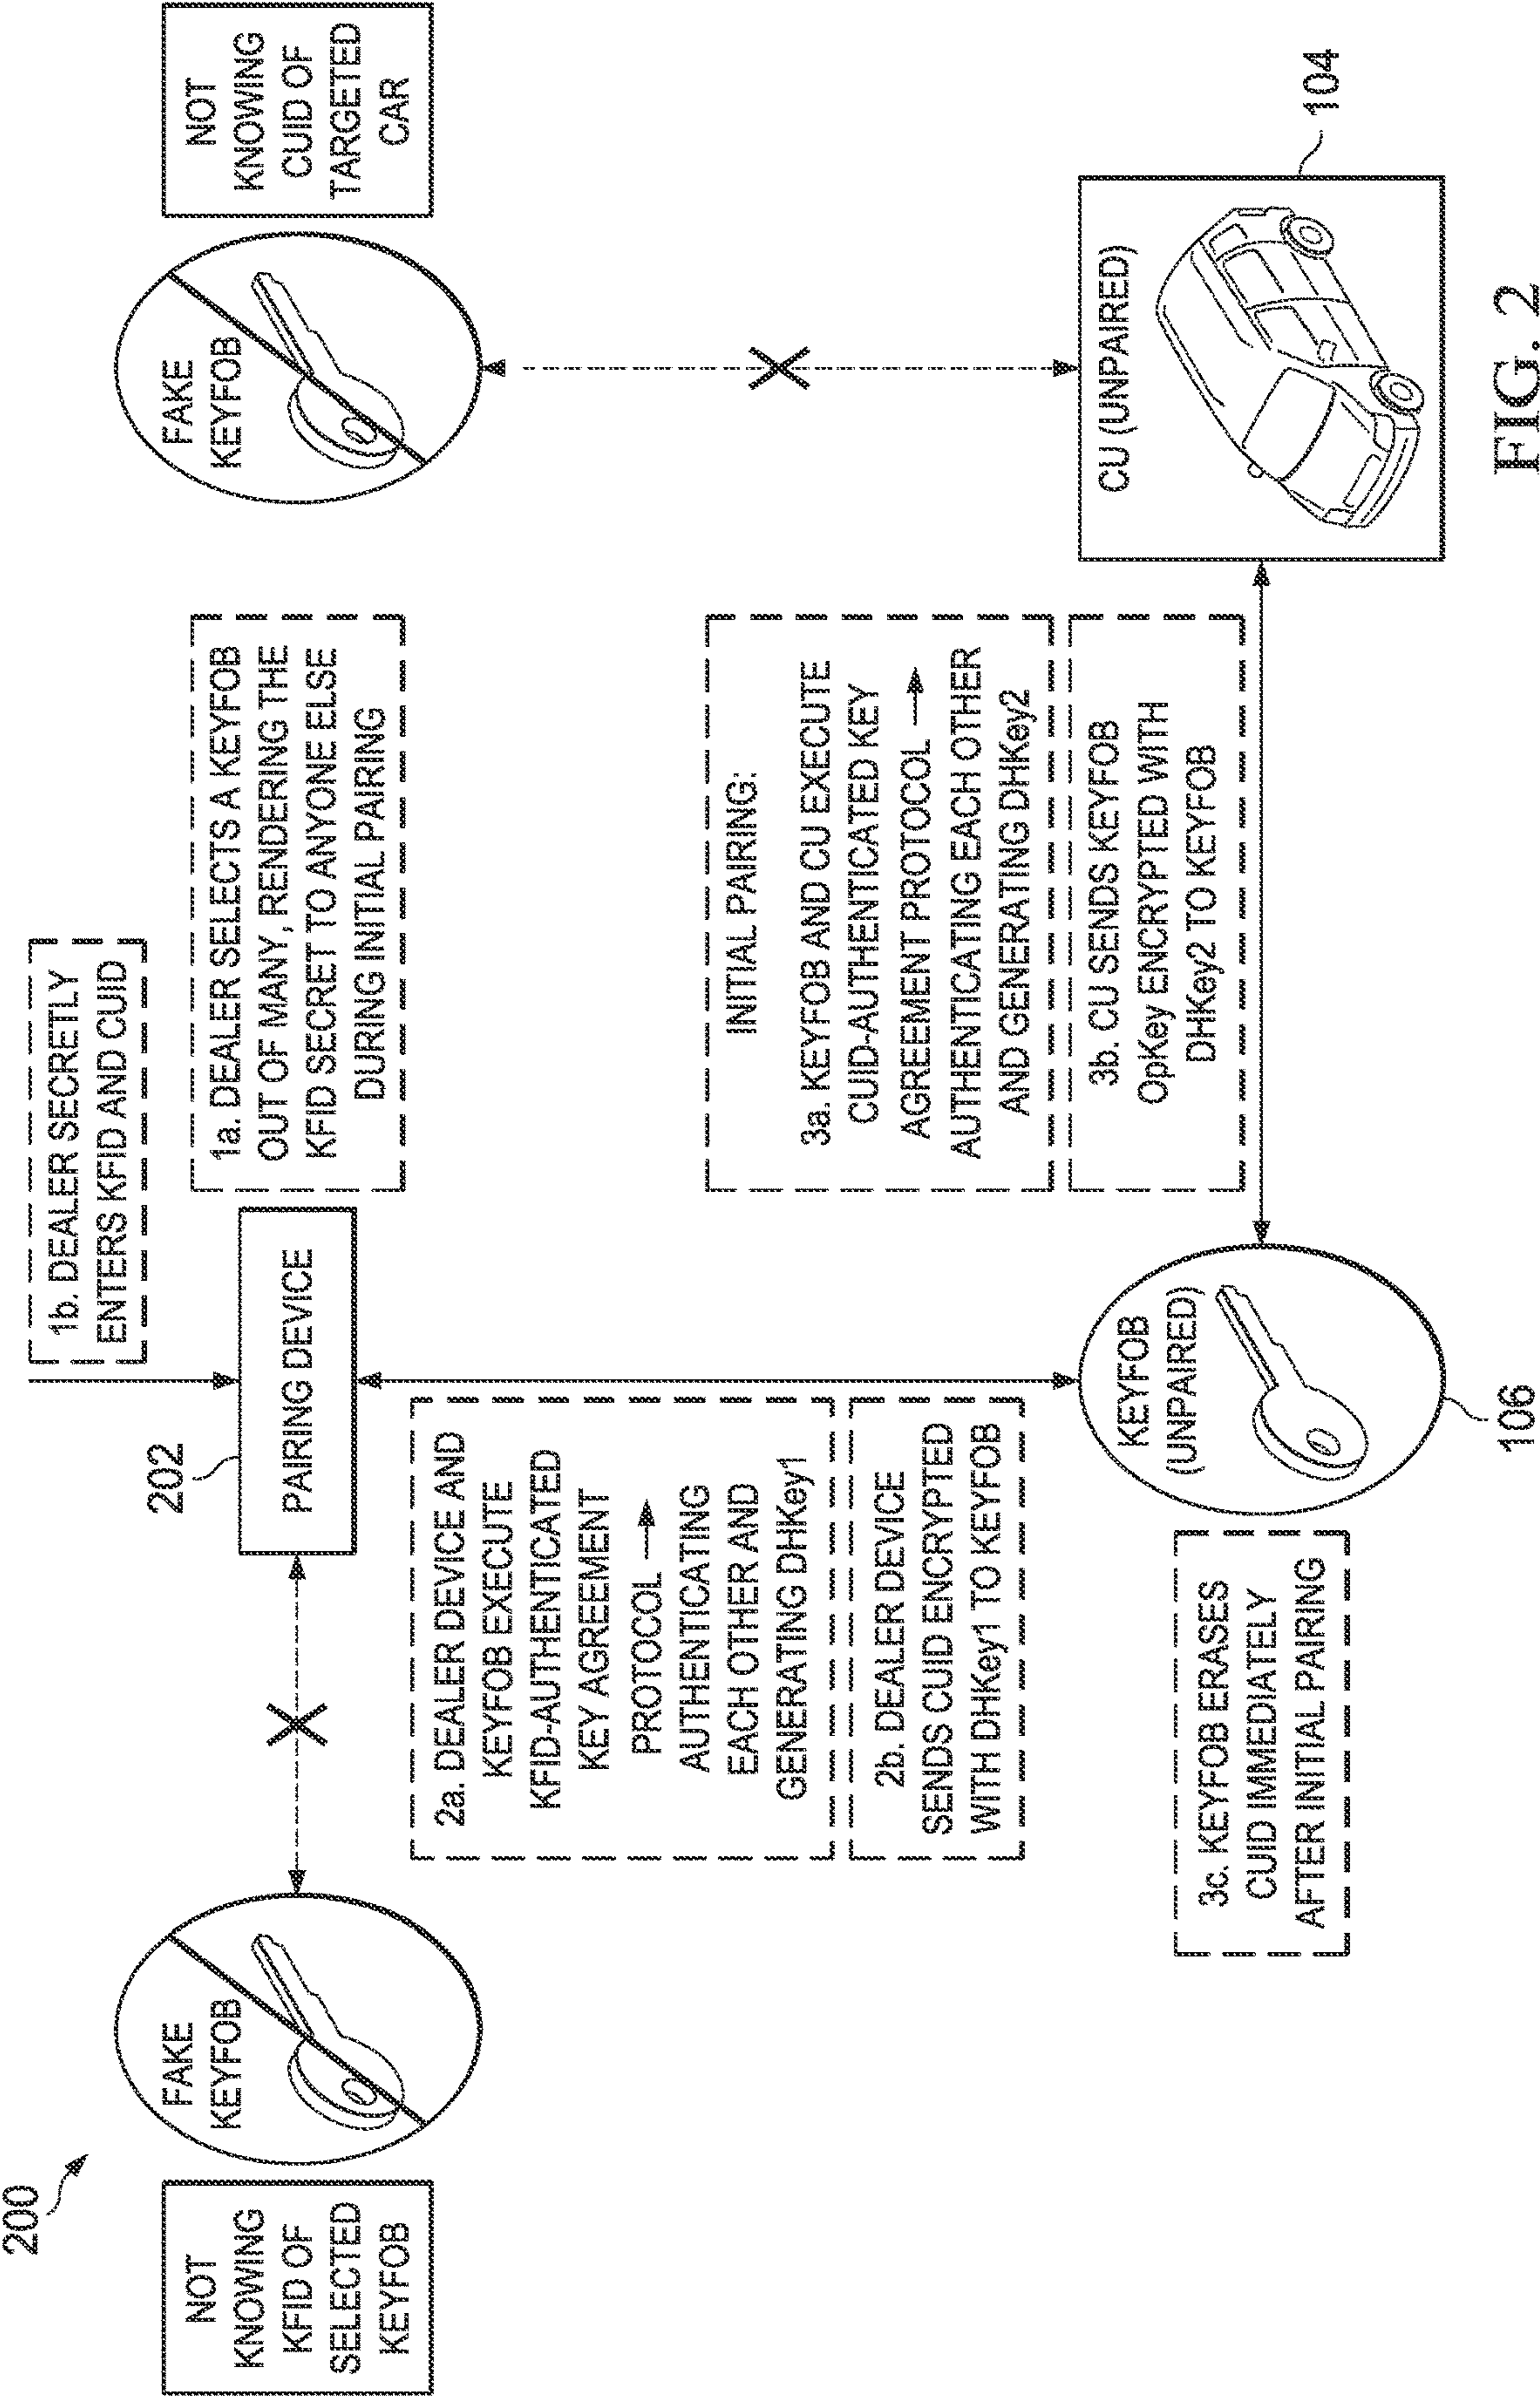 200
NOT
KNOWING
KFID OF
SELECTED
KEYFOB
FAKE
KEYFOB
202
PAIRING DEVICE
1b. DEALER SECRETLY
ENTERS KFID AND CUID
1a. DEALER SELECTS A KEYFOB
OUT OF MANY, RENDERING THE
KFID SECRET TO ANYONE ELSE
DURING INITIAL PAIRING
FAKE
KEYFOB
NOT
KNOWING
CUID OF
TARGETED
CAR
2a. DEALER DEVICE AND
KEYFOB EXECUTE
KFID-AUTHENTICATED
KEY AGREEMENT
PROTOCOL
AUTHENTICATING
EACH OTHER AND
GENERATING DHKey1
2b. DEALER DEVICE
SENDS CUID ENCRYPTED
WITH DHKey1 TO KEYFOB
INITIAL PAIRING:
3a. KEYFOB AND CU EXECUTE
CUID-AUTHENTICATED KEY
AGREEMENT PROTOCOL
AUTHENTICATING EACH OTHER
AND GENERATING DHKey2
3b. CU SENDS KEYFOB
OpKey ENCRYPTED WITH
DHKey2 TO KEYFOB
3c. KEYFOB ERASES
CUID IMMEDIATELY
AFTER INITIAL PAIRING
KEYFOB
(UNPAIRED)
106
CU (UNPAIRED)
104
FIG. 2